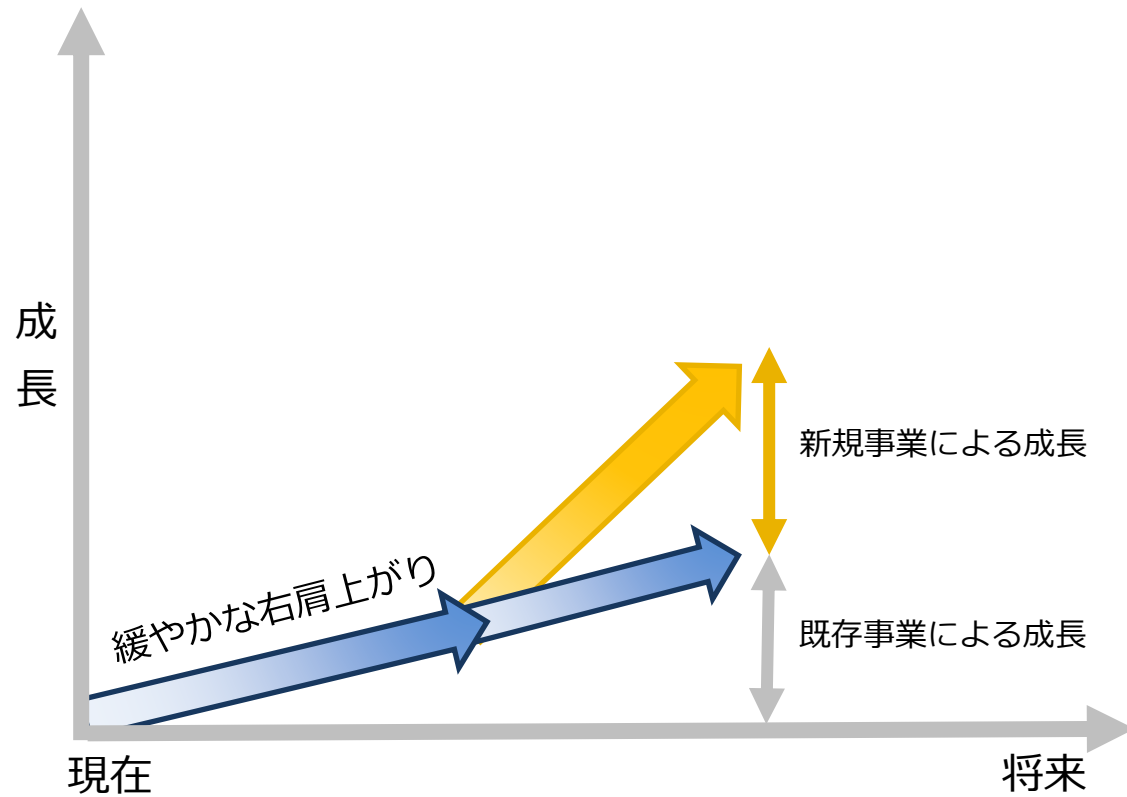 成
長
新規事業による成長
緩やかな右肩上がり
既存事業による成長
現在
将来